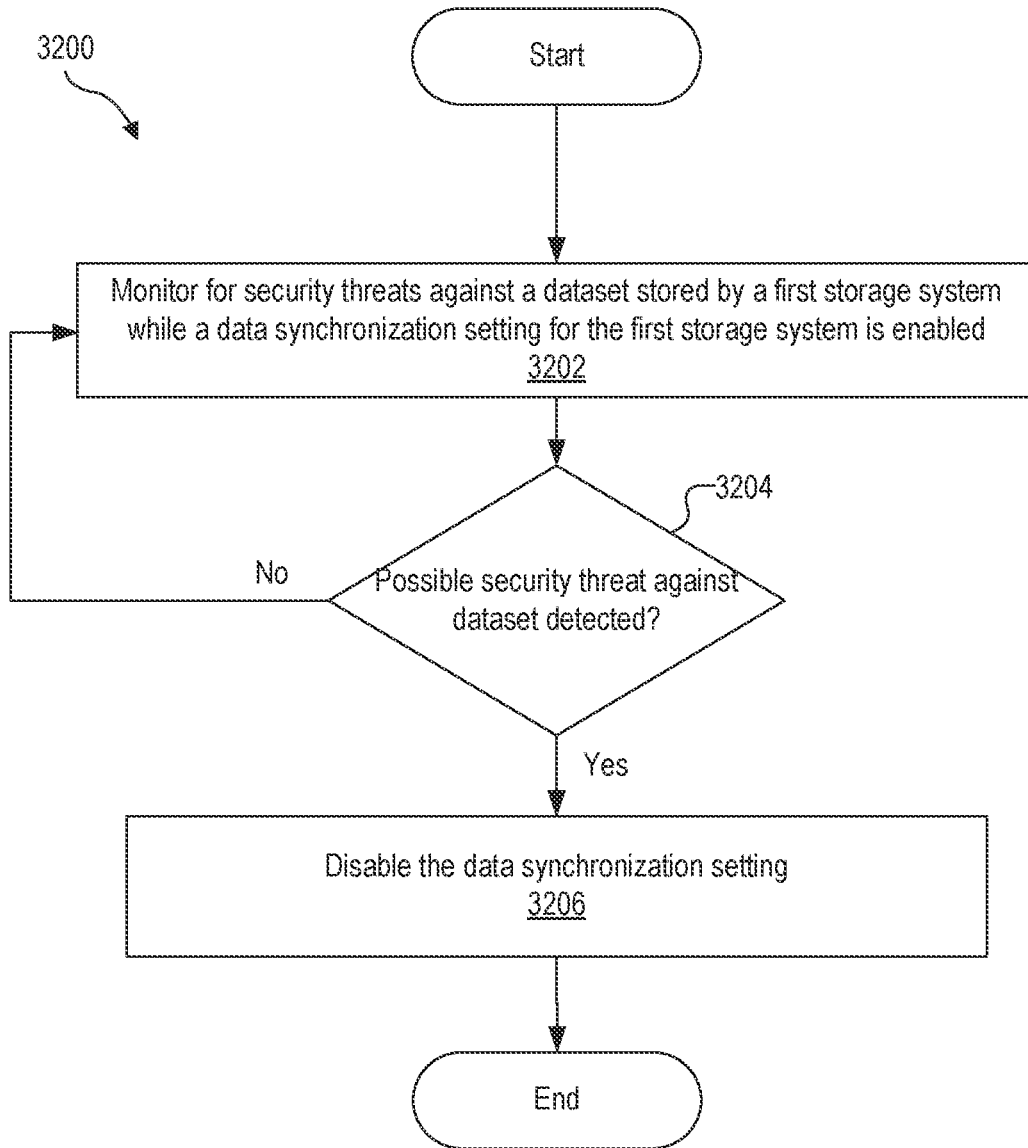 3200
Start
Monitor for security threats against a dataset stored by a first storage system
while a data synchronization setting for the first storage system is enabled
3202
3204
Possible security threat against
dataset detected?
No
Yes
Disable the data synchronization setting
3206
End